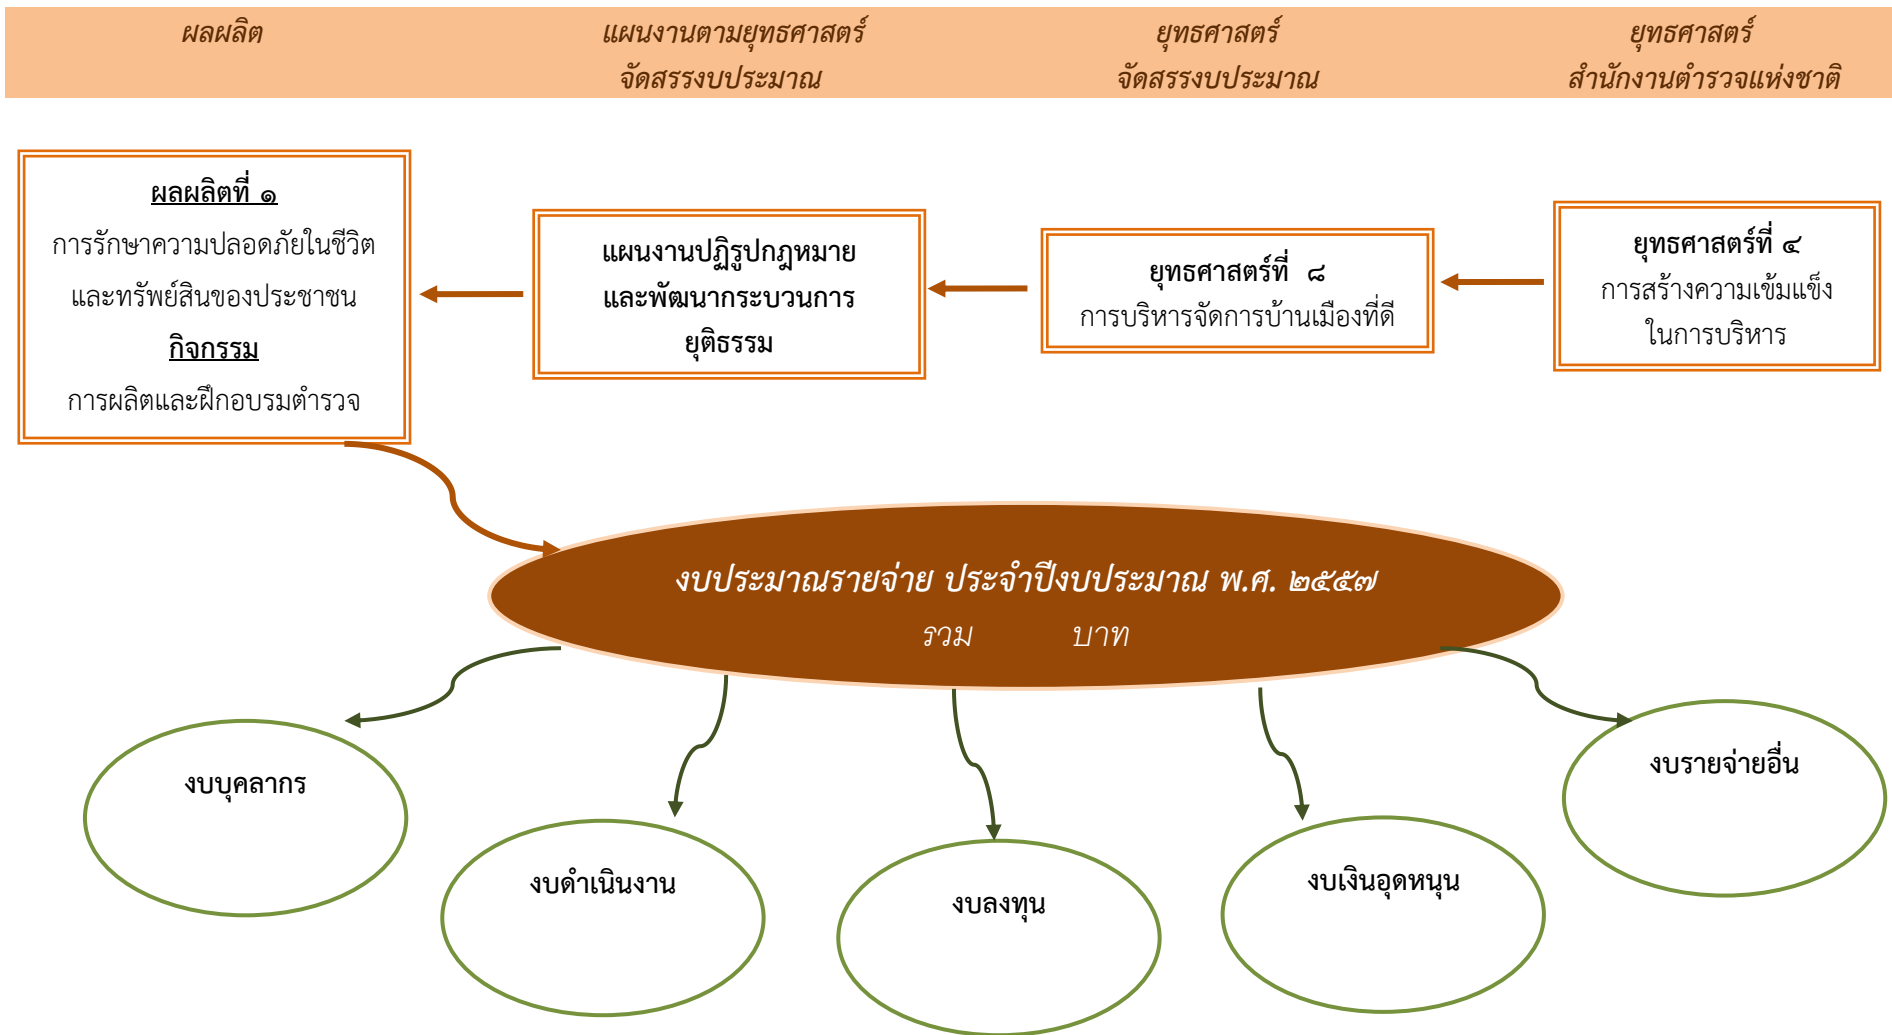 ผลผลิต
แผนงานตามยุทธศาสตร์
จัดสรรงบประมาณ
ยุทธศาสตร์
จัดสรรงบประมาณ
ยุทธศาสตร์
สำนักงานตำรวจแห่งชาติ
ผลผลิตที่ ๑
การรักษาความปลอดภัยในชีวิต
และทรัพย์สินของประชาชน
กิจกรรม
การผลิตและฝึกอบรมตำรวจ
แผนงานปฏิรูปกฎหมาย
และพัฒนากระบวนการ
ยุติธรรม
ยุทธศาสตร์ที่ ๘
การบริหารจัดการบ้านเมืองที่ดี
ยุทธศาสตร์ที่ ๔
การสร้างความเข้มแข็ง
ในการบริหาร
งบประมาณรายจ่าย ประจำปีงบประมาณ พ.ศ. ๒๕๕๗
รวม บาท
งบบุคลากร
งบดำเนินงาน
งบลงทุน
งบเงินอุดหนุน
งบรายจ่ายอื่น